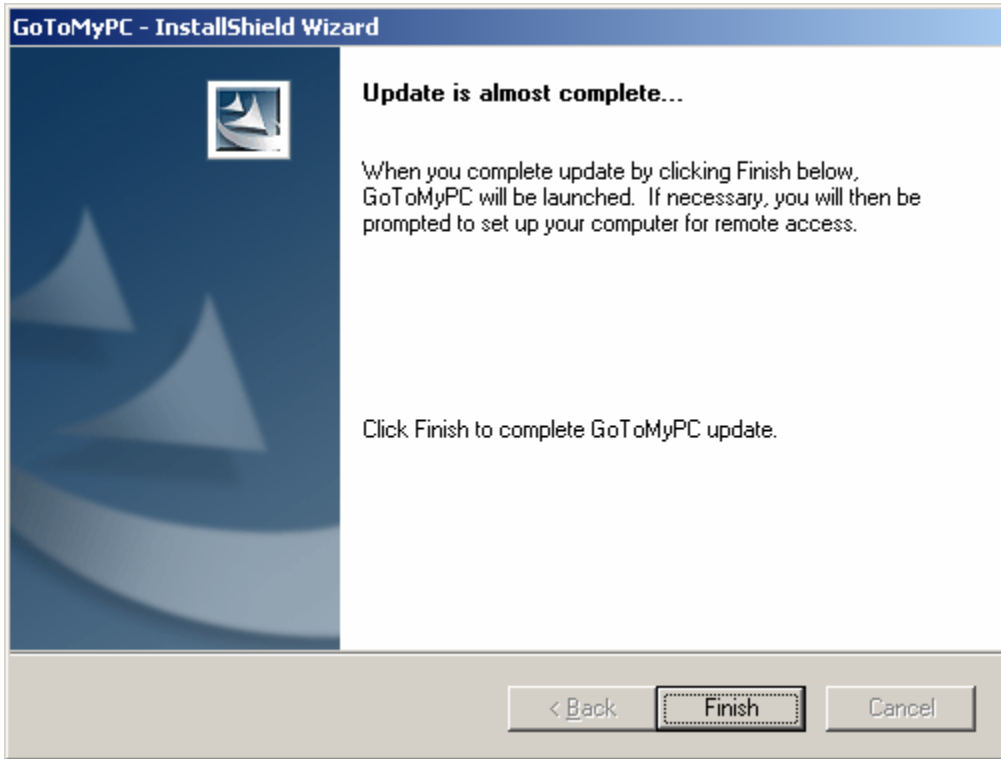 GoToMyPC - InstallShield Wizard
Update is almost complete...
When you complete update by clicking Finish below,
GoToMyPC will be launched.  If necessary, you will then be
prompted to set up your computer for remote access.
Click Finish to complete GoToMyPC update.
< Back
Finish
Cancel